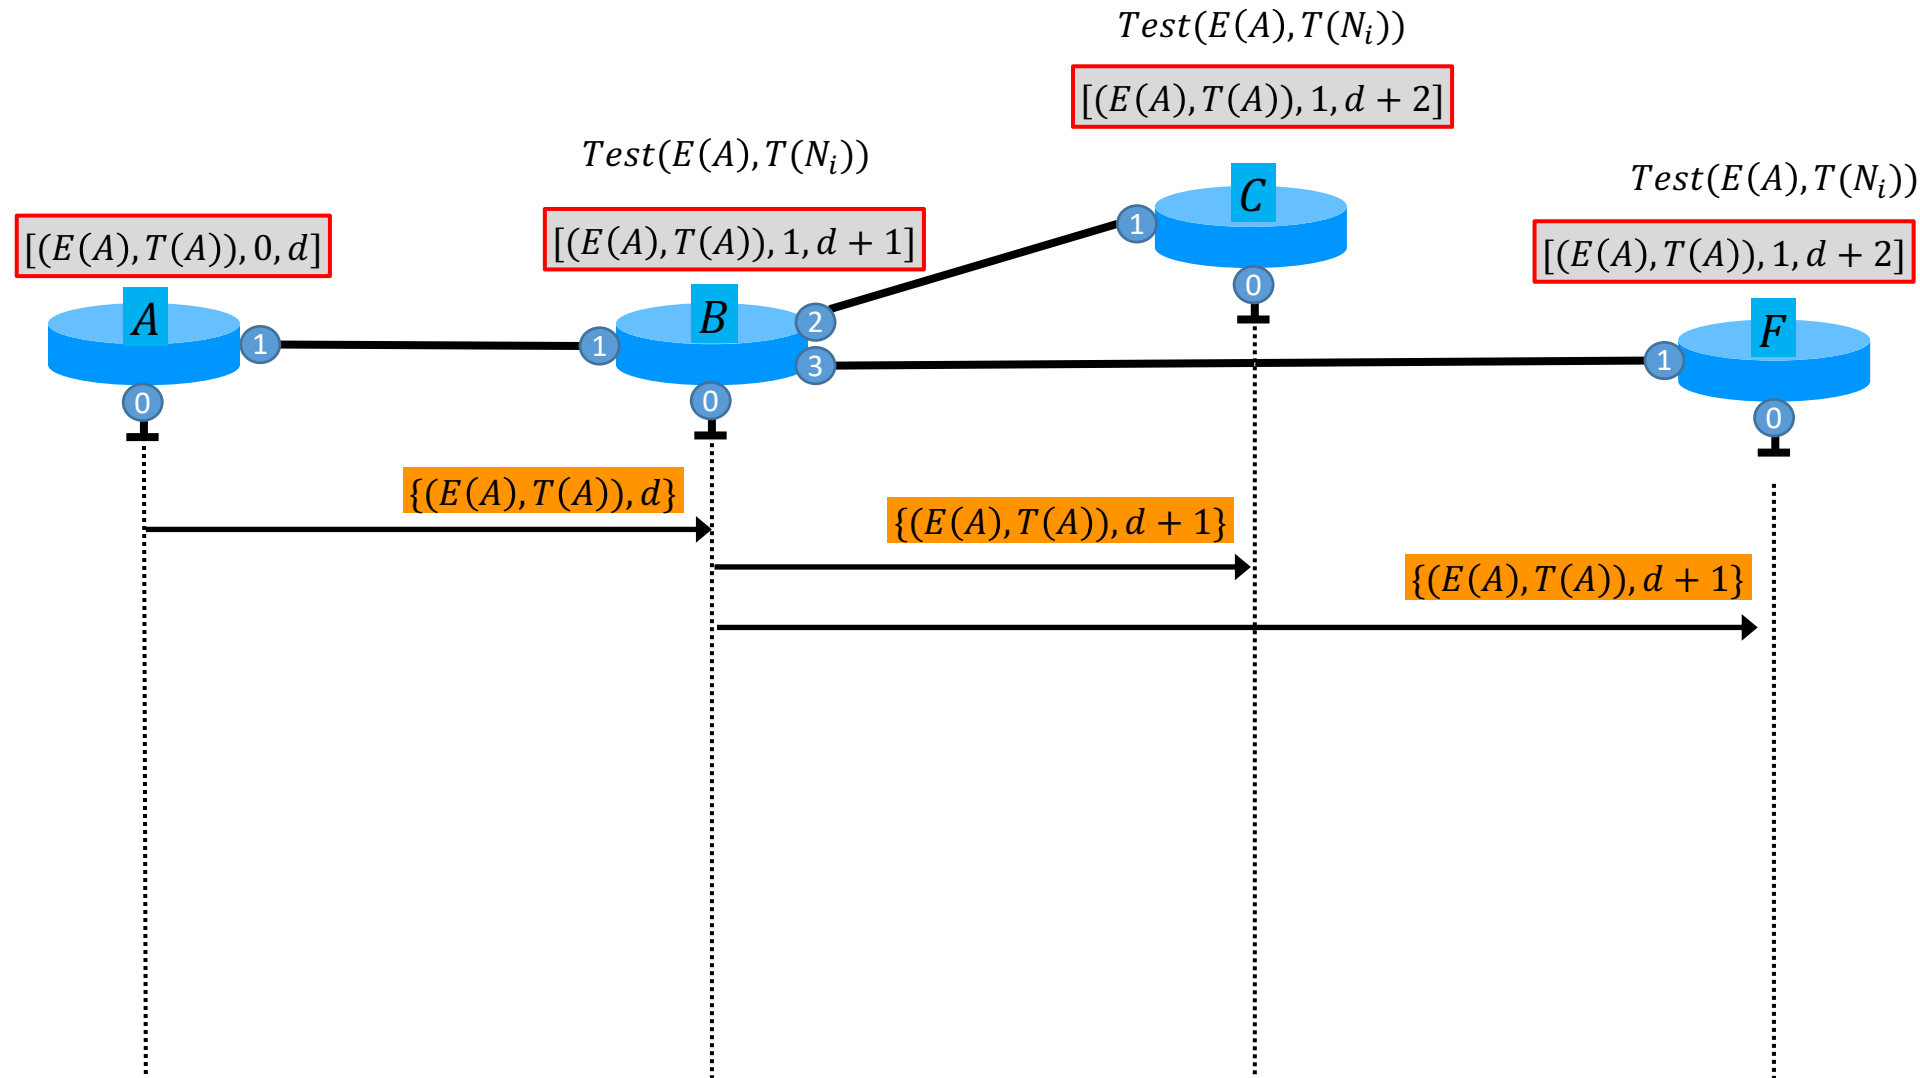 Test(E(A), T(Nᵢ))
[(E(A), T(A)), 1, d + 2]
Test(E(A), T(Nᵢ))
Test(E(A), T(Nᵢ))
[(E(A), T(A)), 0, d]
[(E(A), T(A)), 1, d + 1]
[(E(A), T(A)), 1, d + 2]
A
B
C
F
1
1
2
3
1
1
0
0
0
0
{(E(A), T(A)), d}
{(E(A), T(A)), d + 1}
{(E(A), T(A)), d + 1}